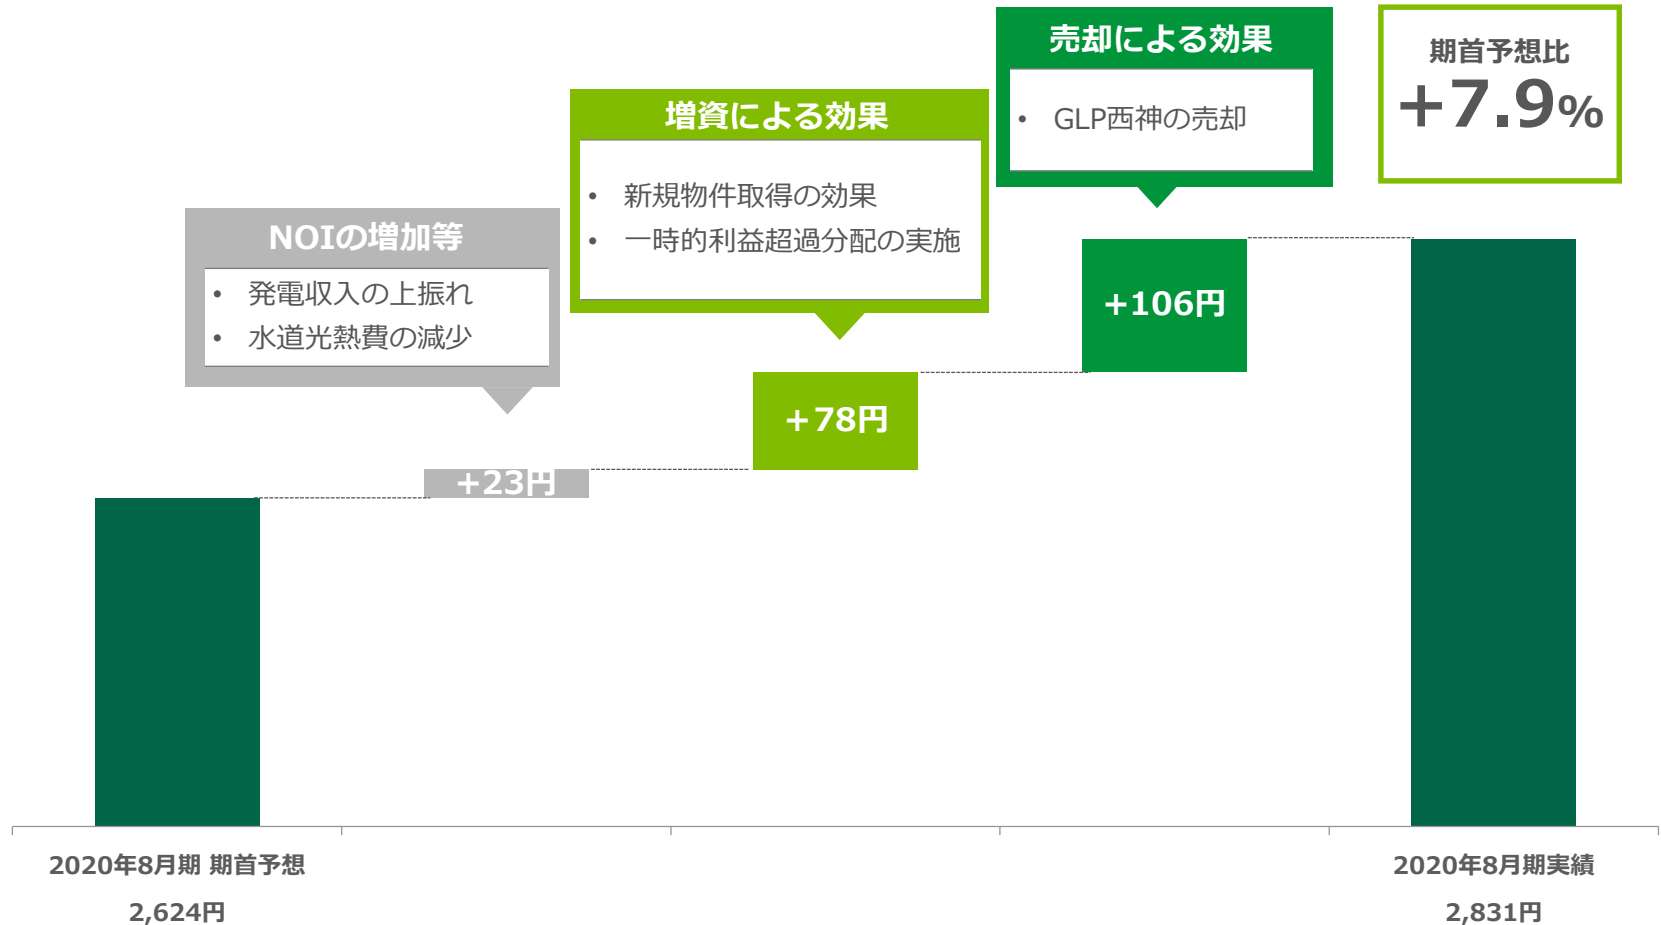 売却による効果
• GLP西神の売却
期首予想比
+7.9%
増資による効果
• 新規物件取得の効果
• 一時的利益超過分配の実施
NOIの増加等
• 発電収入の上振れ
• 水道光熱費の減少
+106円
+78円
+23円
2020年8月期 期首予想
2,624円
2020年8月期実績
2,831円